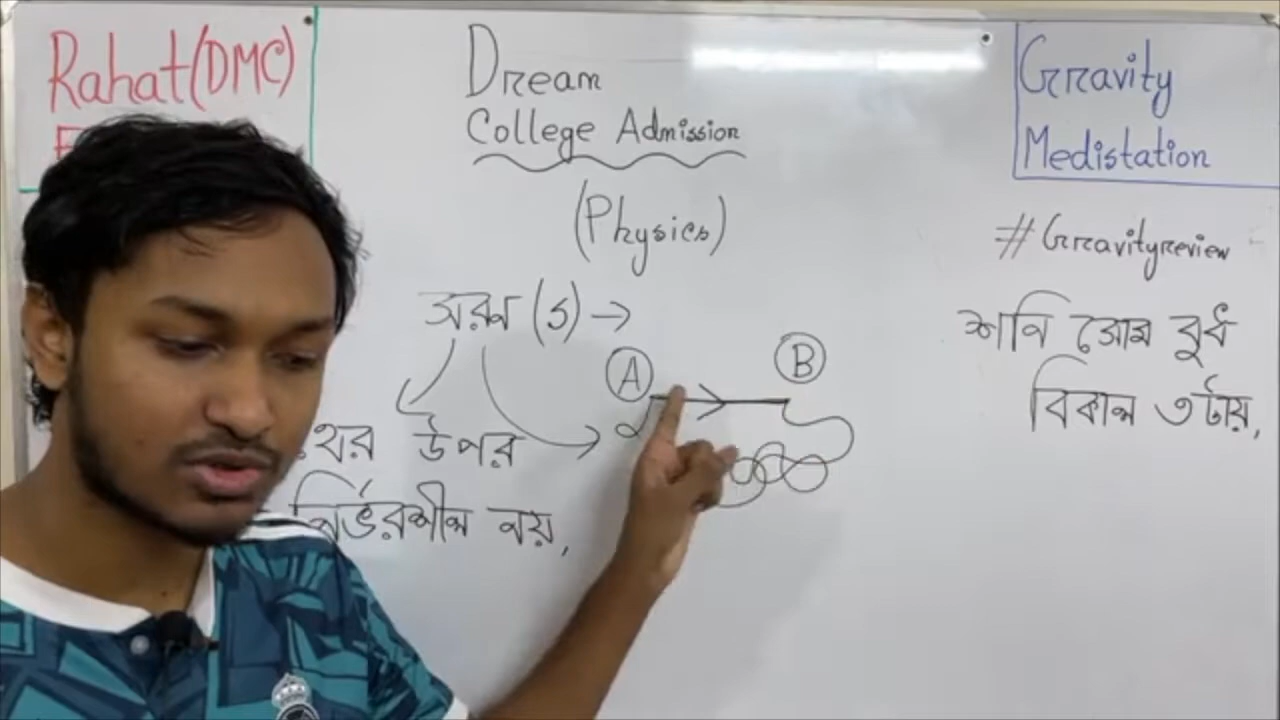 Rahat (DMC)
Dream
College Admission
(Physics)
Gravity
Medistation
#Gravityreview
শনি সোম বুধ
বিকাল ৩টায়,
সরণ (s) →
A
B
উপর
নির্ভরশীল নয়,